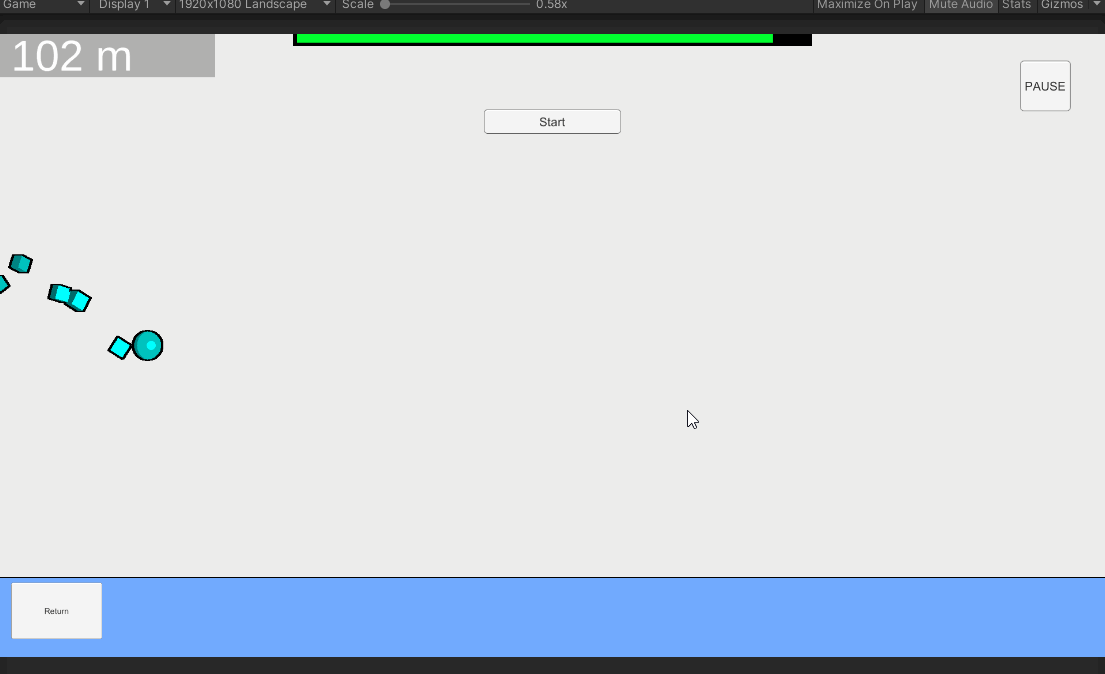 Game Display 1 1920x1080 Landscape Scale 0.58x Maximize On Play Mute Audio Stats Gizmos
102 m
PAUSE
Start
Return